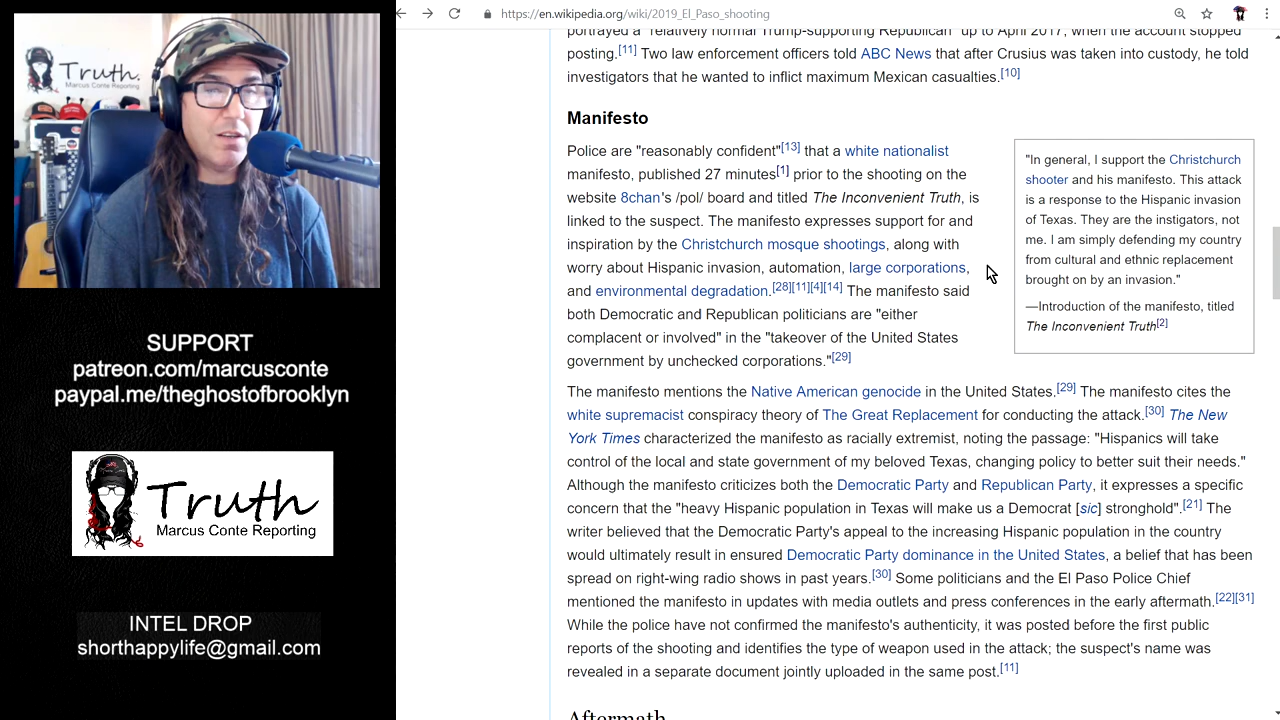 https://en.wikipedia.org/wiki/2019_El_Paso_shooting
portrayed a "relatively normal Trump-supporting Republican" up to April 2017, when the account stopped
posting.[11] Two law enforcement officers told ABC News that after Crusius was taken into custody, he told
investigators that he wanted to inflict maximum Mexican casualties.[10]
Manifesto
Police are "reasonably confident"[13] that a white nationalist
manifesto, published 27 minutes[1] prior to the shooting on the
website 8chan's /pol/ board and titled The Inconvenient Truth, is
linked to the suspect. The manifesto expresses support for and
inspiration by the Christchurch mosque shootings, along with
worry about Hispanic invasion, automation, large corporations,
and environmental degradation.[28][11][4][14] The manifesto said
both Democratic and Republican politicians are "either
complacent or involved" in the "takeover of the United States
government by unchecked corporations."[29]
"In general, I support the Christchurch
shooter and his manifesto. This attack
is a response to the Hispanic invasion
of Texas. They are the instigators, not
me. I am simply defending my country
from cultural and ethnic replacement
brought on by an invasion."
—Introduction of the manifesto, titled
The Inconvenient Truth[2]
The manifesto mentions the Native American genocide in the United States.[29] The manifesto cites the
white supremacist conspiracy theory of The Great Replacement for conducting the attack.[30] The New
York Times characterized the manifesto as racially extremist, noting the passage: "Hispanics will take
control of the local and state government of my beloved Texas, changing policy to better suit their needs."
Although the manifesto criticizes both the Democratic Party and Republican Party, it expresses a specific
concern that the "heavy Hispanic population in Texas will make us a Democrat [sic] stronghold".[21] The
writer believed that the Democratic Party's appeal to the increasing Hispanic population in the country
would ultimately result in ensured Democratic Party dominance in the United States, a belief that has been
spread on right-wing radio shows in past years.[30] Some politicians and the El Paso Police Chief
mentioned the manifesto in updates with media outlets and press conferences in the early aftermath.[22][31]
While the police have not confirmed the manifesto's authenticity, it was posted before the first public
reports of the shooting and identifies the type of weapon used in the attack; the suspect's name was
revealed in a separate document jointly uploaded in the same post.[11]
Aftermath
Truth.
Marcus Conte Reporting
SUPPORT
patreon.com/marcusconte
paypal.me/theghostofbrooklyn
Truth
Marcus Conte Reporting
INTEL DROP
shorthappylife@gmail.com